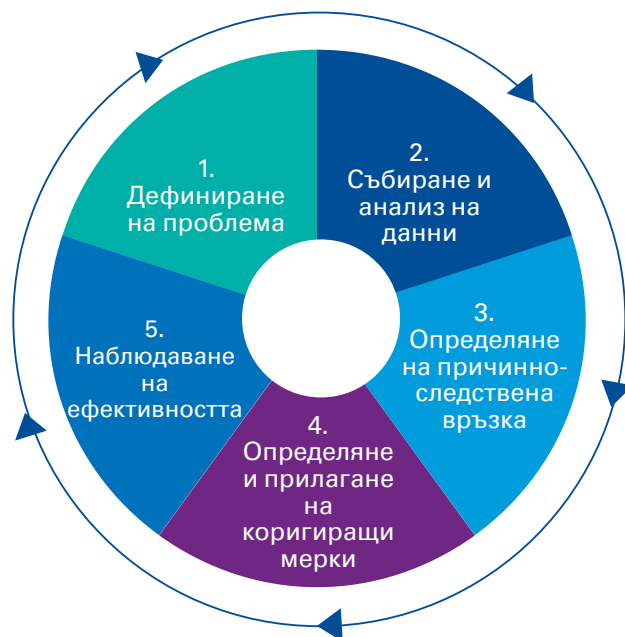 1.
Дефиниране
на проблема
2.
Събиране и
анализ на
данни
3.
Определяне
на причинно-
следствена
връзка
4.
Определяне
и прилагане
на
коригиращи
мерки
5.
Наблюдаване
на
ефективността